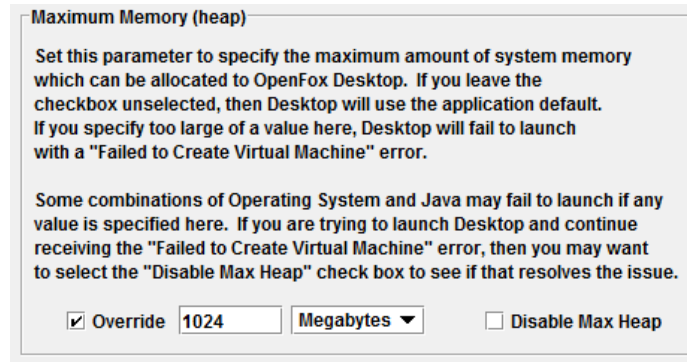 Maximum Memory (heap)
Set this parameter to specify the maximum amount of system memory
which can be allocated to OpenFox Desktop. If you leave the
checkbox unselected, then Desktop will use the application default.
If you specify too large of a value here, Desktop will fail to launch
with a "Failed to Create Virtual Machine" error.
Some combinations of Operating System and Java may fail to launch if any
value is specified here. If you are trying to launch Desktop and continue
receiving the "Failed to Create Virtual Machine" error, then you may want
to select the "Disable Max Heap" check box to see if that resolves the issue.
Override 1024 Megabytes Disable Max Heap